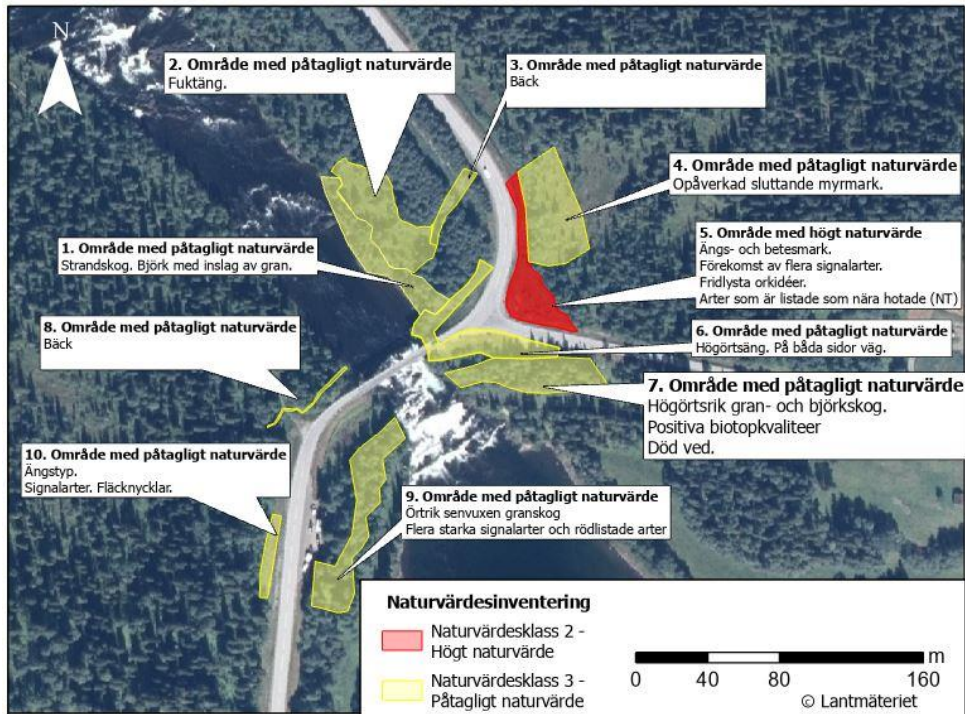 N
2. Område med påtagligt naturvärde
Fuktäng.
3. Område med påtagligt naturvärde
Bäck
4. Område med påtagligt naturvärde
Opåverkad sluttande myrmark.
1. Område med påtagligt naturvärde
Strandskog. Björk med inslag av gran.
5. Område med högt naturvärde
Ängs- och betesmark.
Förekomst av flera signalarter.
Fridlysta orkidéer.
Arter som är listade som nära hotade (NT)
8. Område med påtagligt naturvärde
Bäck
6. Område med påtagligt naturvärde
Högörtsäng. På båda sidor väg.
7. Område med påtagligt naturvärde
Högörtsrik gran- och björkskog.
Positiva biotopkvaliteer
Död ved.
10. Område med påtagligt naturvärde
Ängstyp.
Signalarter. Fläcknycklar.
9. Område med påtagligt naturvärde
Örtrik senvuxen granskog
Flera starka signalarter och rödlistade arter
Naturvärdesinventering
Naturvärdesklass 2 -
Högt naturvärde
Naturvärdesklass 3 -
Påtagligt naturvärde
m
0 40 80 160
© Lantmäteriet